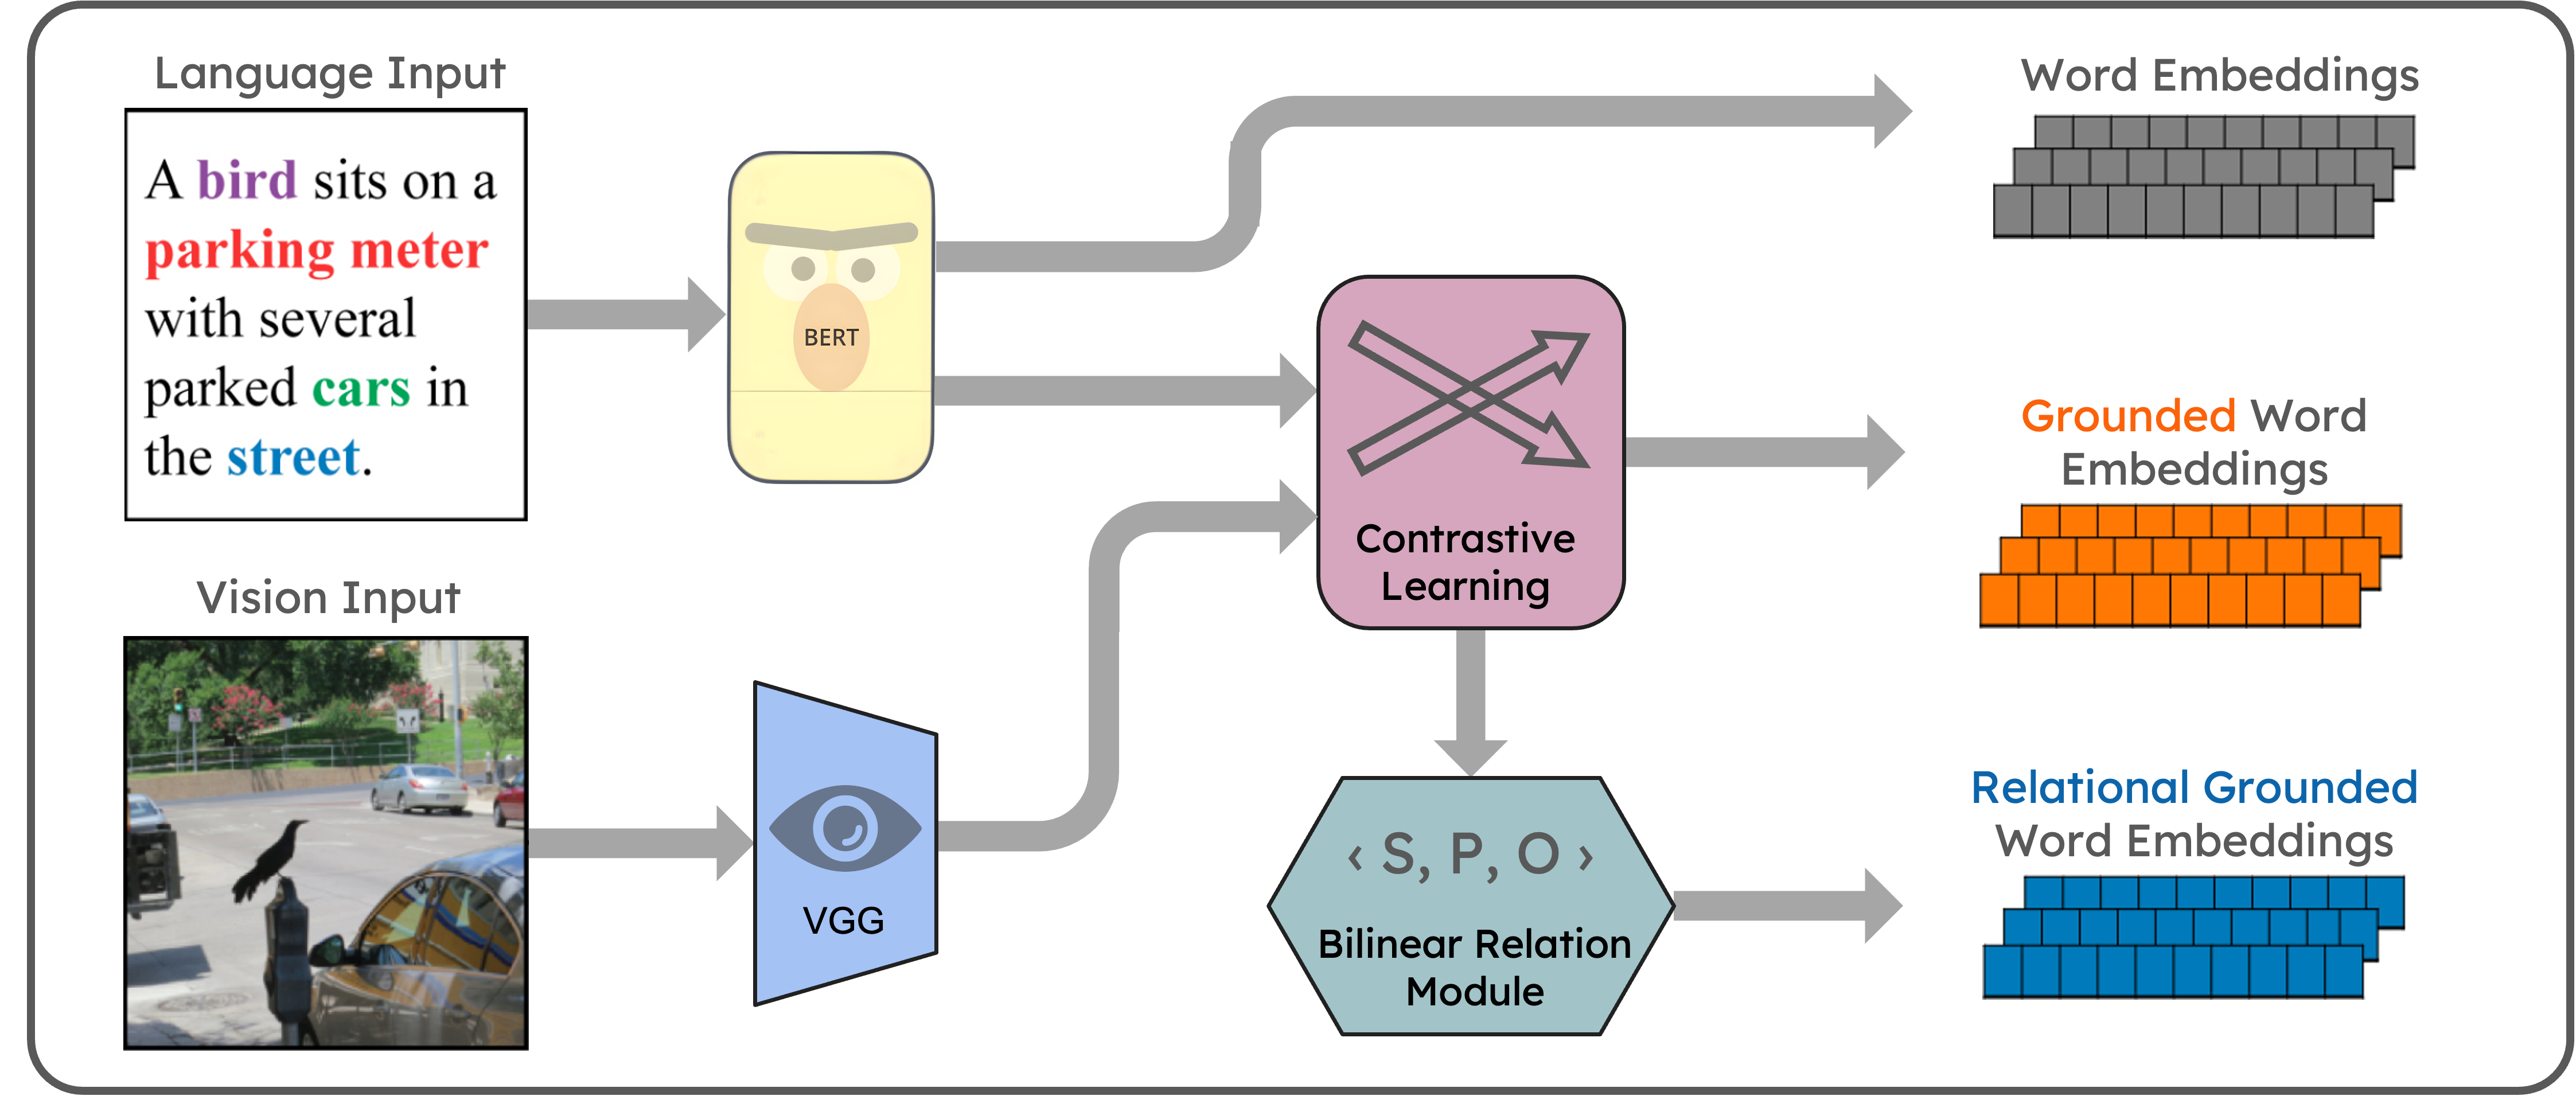 Language Input
A bird sits on a
parking meter
with several
parked cars in
the street.
Vision Input
BERT
VGG
Contrastive
Learning
‹ S, P, O ›
Bilinear Relation
Module
Word Embeddings
Grounded Word
Embeddings
Relational Grounded
Word Embeddings